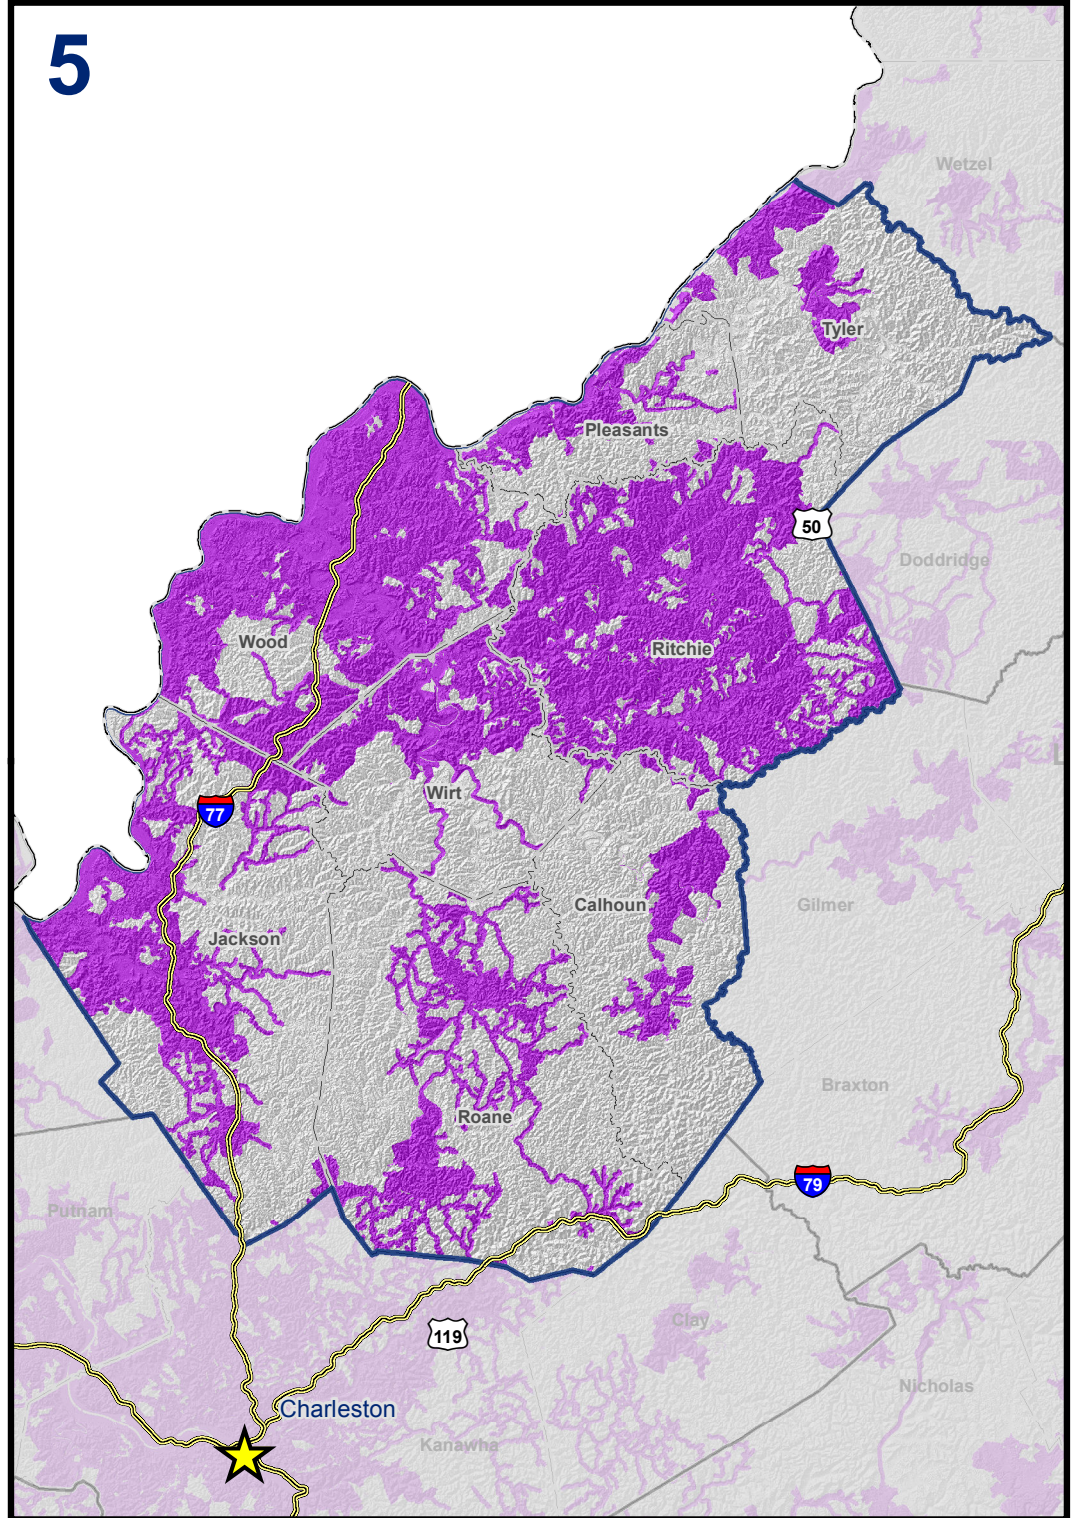 5
Wetzel
Tyler
Pleasants
50
Doddridge
Wood
Ritchie
Wirt
77
Calhoun
Gilmer
Jackson
Braxton
Roane
79
Putnam
Clay
119
Nicholas
Charleston
Kanawha